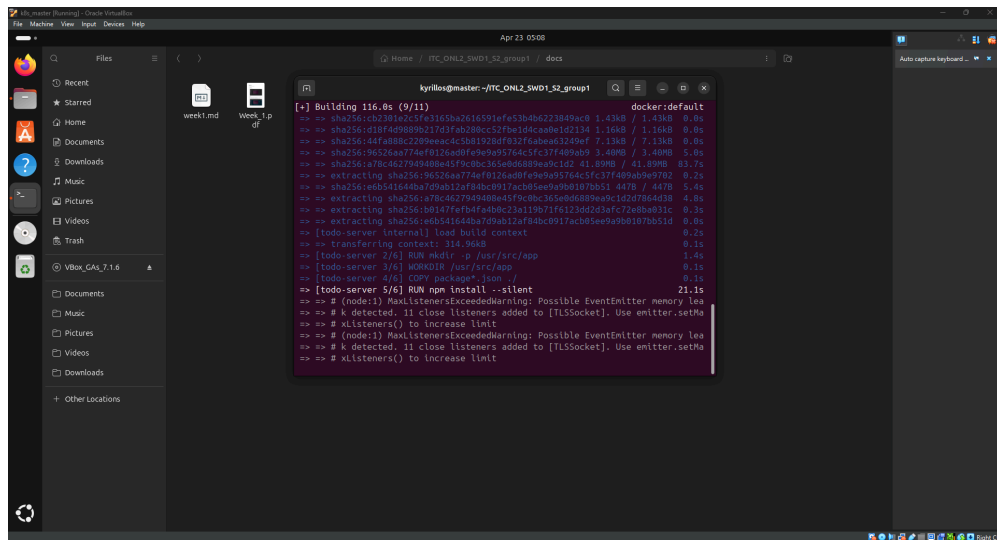 k8s_master [Running] - Oracle VirtualBox
File Machine View Input Devices Help
Apr 23 05:08
Files
Home / ITC_ONL2_SWD1_S2_group1 / docs
Auto capture keyboard ...
Recent
Starred
Home
Documents
Downloads
Music
Pictures
Videos
Trash
VBox_GAs_7.1.6
Documents
Music
Pictures
Videos
Downloads
+ Other Locations
week1.md
Week_1.p
df
kyrillos@master: ~/ITC_ONL2_SWD1_S2_group1
[+] Building 116.0s (9/11) docker:default
=> => sha256:cb2301e2c5fe3165ba2616591efe53b4b6223849ac0 1.43kB / 1.43kB 0.0s
=> => sha256:d18f4d9889b217d3fab280cc52fbe1d4caa0e1d2134 1.16kB / 1.16kB 0.0s
=> => sha256:44fa888c2209eeac4c5b81928df032f6abea63249ef 7.13kB / 7.13kB 0.0s
=> => sha256:96526aa774ef0126ad0fe9e9a95764c5fc37f409ab9 3.40MB / 3.40MB 5.0s
=> => sha256:a78c4627949408e45f9c0bc365e0d6889ea9c1d2 41.89MB / 41.89MB 83.7s
=> => extracting sha256:96526aa774ef0126ad0fe9e9a95764c5fc37f409ab9e9702 0.2s
=> => sha256:e6b541644ba7d9ab12af84bc0917acb05ee9a9b0107bb51 447B / 447B 5.4s
=> => extracting sha256:a78c4627949408e45f9c0bc365e0d6889ea9c1d2d7864d38 4.8s
=> => extracting sha256:b0147fefb4fa4b0c23a119b71f6123dd2d3afc72e8ba031c 0.3s
=> => extracting sha256:e6b541644ba7d9ab12af84bc0917acb05ee9a9b0107bb51d 0.0s
=> [todo-server internal] load build context 0.2s
=> => transferring context: 314.96kB 0.1s
=> [todo-server 2/6] RUN mkdir -p /usr/src/app 1.4s
=> [todo-server 3/6] WORKDIR /usr/src/app 0.1s
=> [todo-server 4/6] COPY package*.json ./ 0.1s
=> [todo-server 5/6] RUN npm install --silent 21.1s
=> => # (node:1) MaxListenersExceededWarning: Possible EventEmitter memory lea
=> => # k detected. 11 close listeners added to [TLSSocket]. Use emitter.setMa
=> => # xListeners() to increase limit
=> => # (node:1) MaxListenersExceededWarning: Possible EventEmitter memory lea
=> => # k detected. 11 close listeners added to [TLSSocket]. Use emitter.setMa
=> => # xListeners() to increase limit